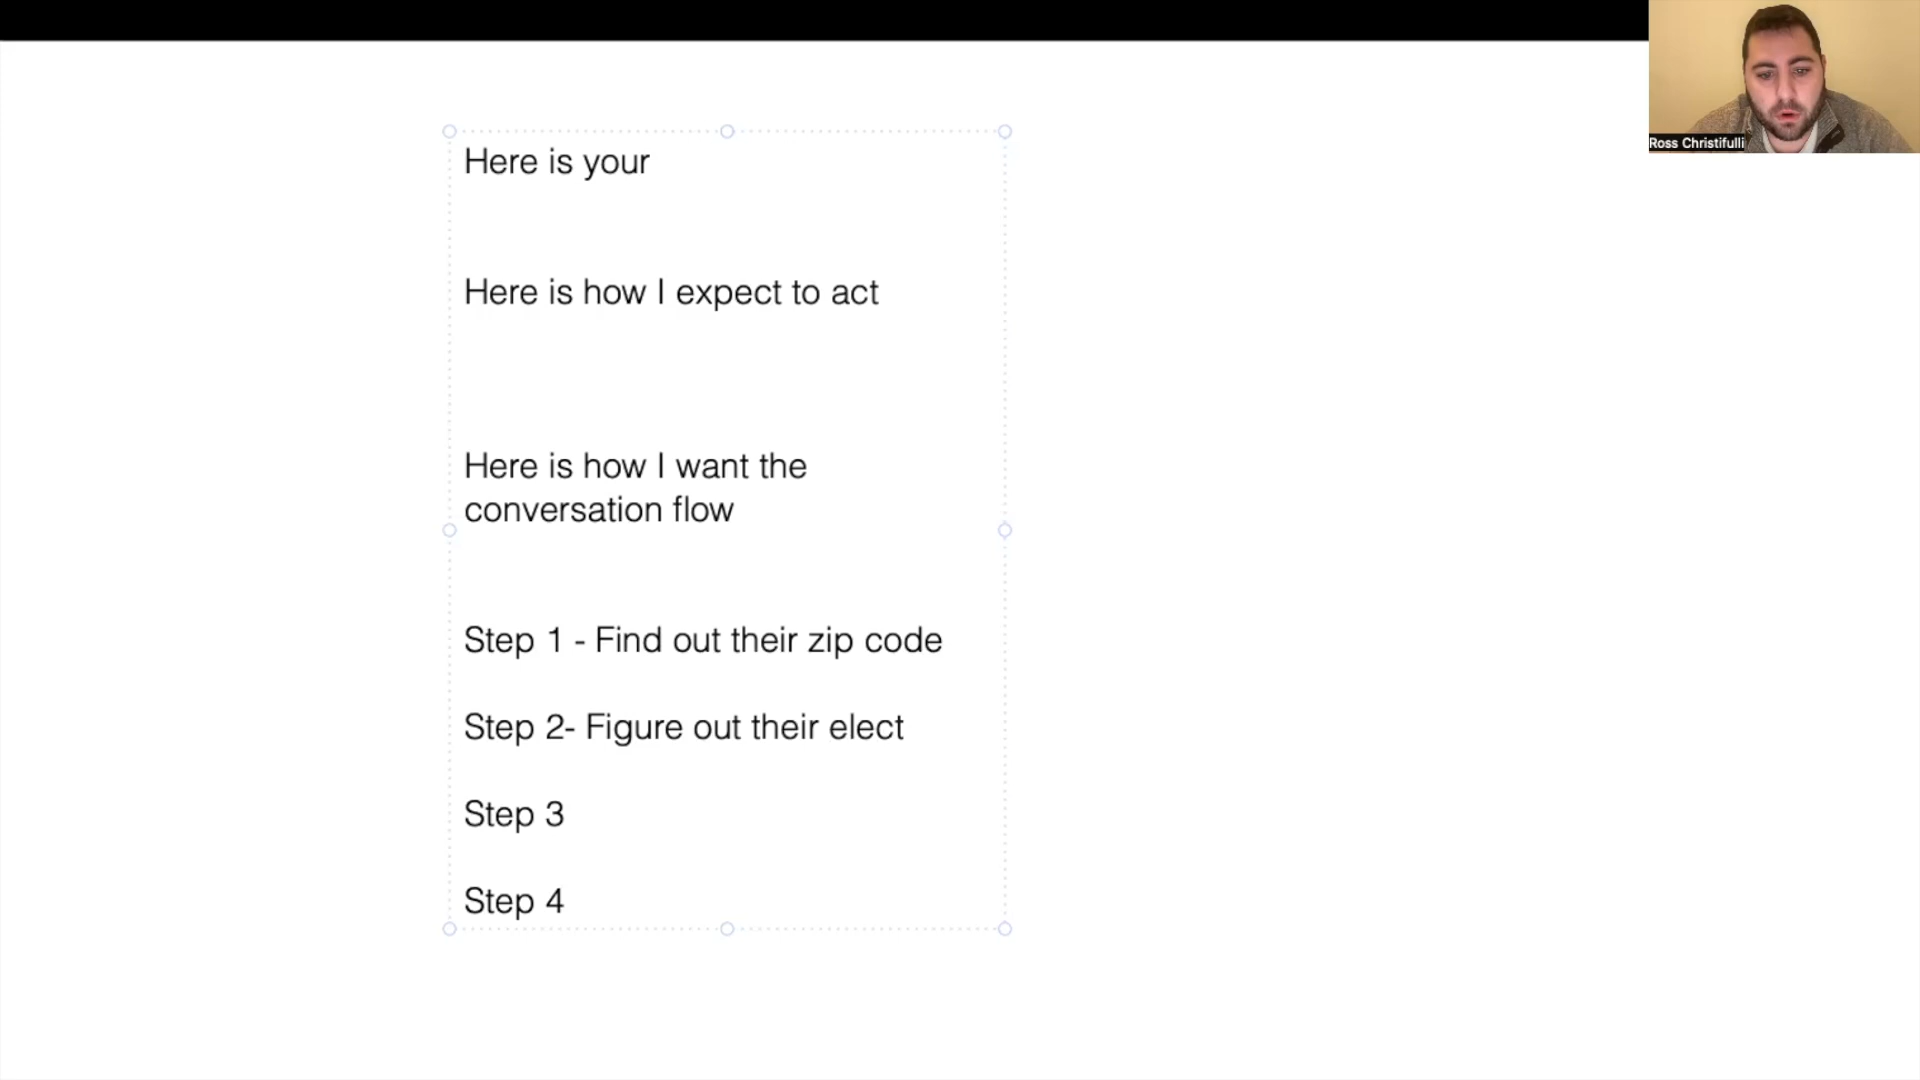 Here is your
Here is how I expect to act
Here is how I want the
conversation flow
Step 1 - Find out their zip code
Step 2- Figure out their elect
Step 3
Step 4
Ross Christifulli